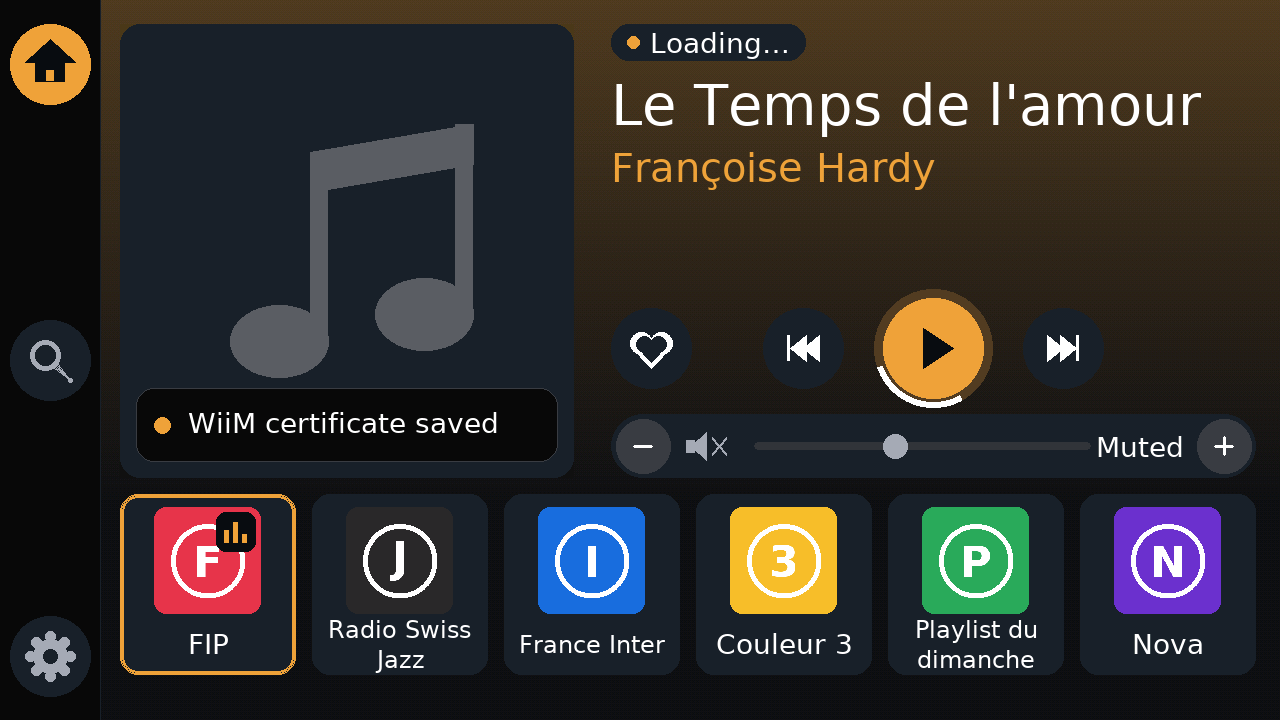 Loading...
Le Temps de l'amour
Françoise Hardy
WiiM certificate saved
Muted
F
FIP
J
Radio Swiss
Jazz
I
France Inter
3
Couleur 3
P
Playlist du
dimanche
N
Nova